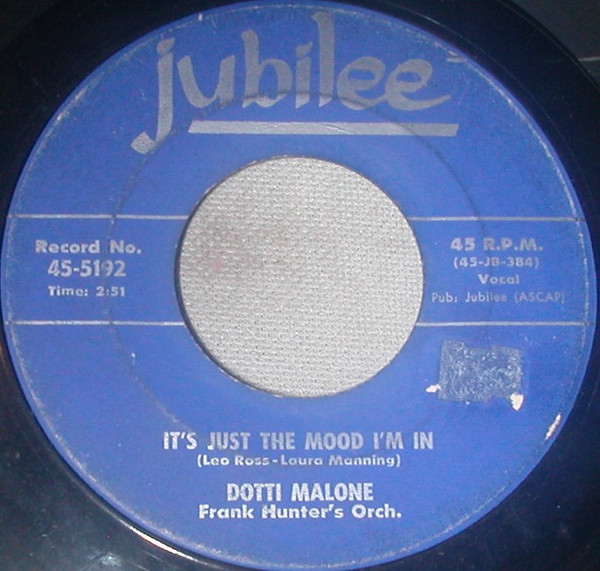 jubilee
Record No.
45-5192
Time: 2:51
45 R.P.M.
(45-JB-384)
Vocal
Pub: Jubilee (ASCAP)
IT'S JUST THE MOOD I'M IN
(Leo Ross-Laura Manning)
DOTTI MALONE
Frank Hunter's Orch.